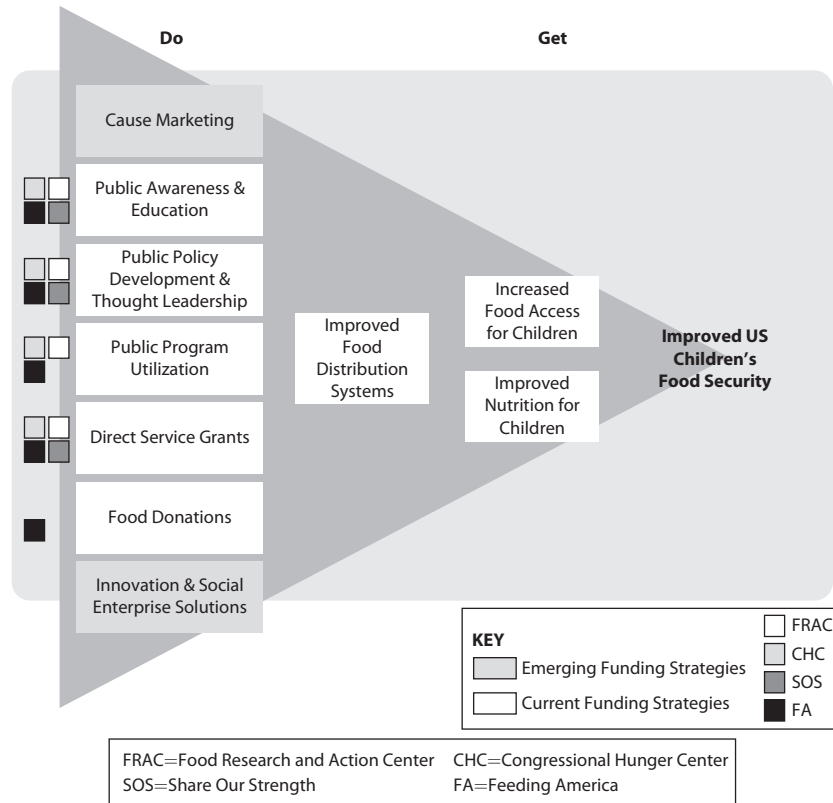 Do
Get
Cause Marketing
Public Awareness &
Education
Public Policy
Development &
Thought Leadership
Public Program
Utilization
Direct Service Grants
Food Donations
Innovation & Social
Enterprise Solutions
Improved
Food
Distribution
Systems
Increased
Food Access
for Children
Improved
Nutrition for
Children
Improved US
Children’s
Food Security
KEY
Emerging Funding Strategies
Current Funding Strategies
FRAC
CHC
SOS
FA
FRAC=Food Research and Action Center CHC=Congressional Hunger Center
SOS=Share Our Strength FA=Feeding America